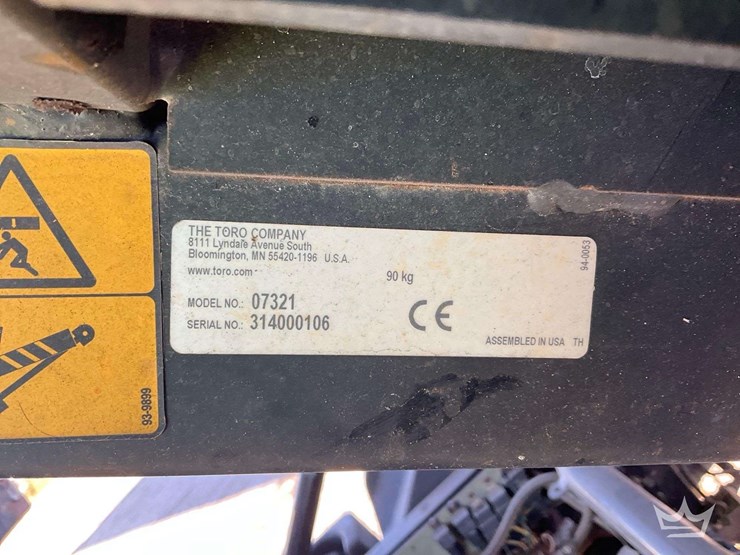 THE TORO COMPANY
8111 Lyndale Avenue South
Bloomington, MN 55420-1196 U.S.A.
www.toro.com
90 kg
94-0053
MODEL NO.: 07321
SERIAL NO.: 314000106
CE
ASSEMBLED IN USA TH
93-9899